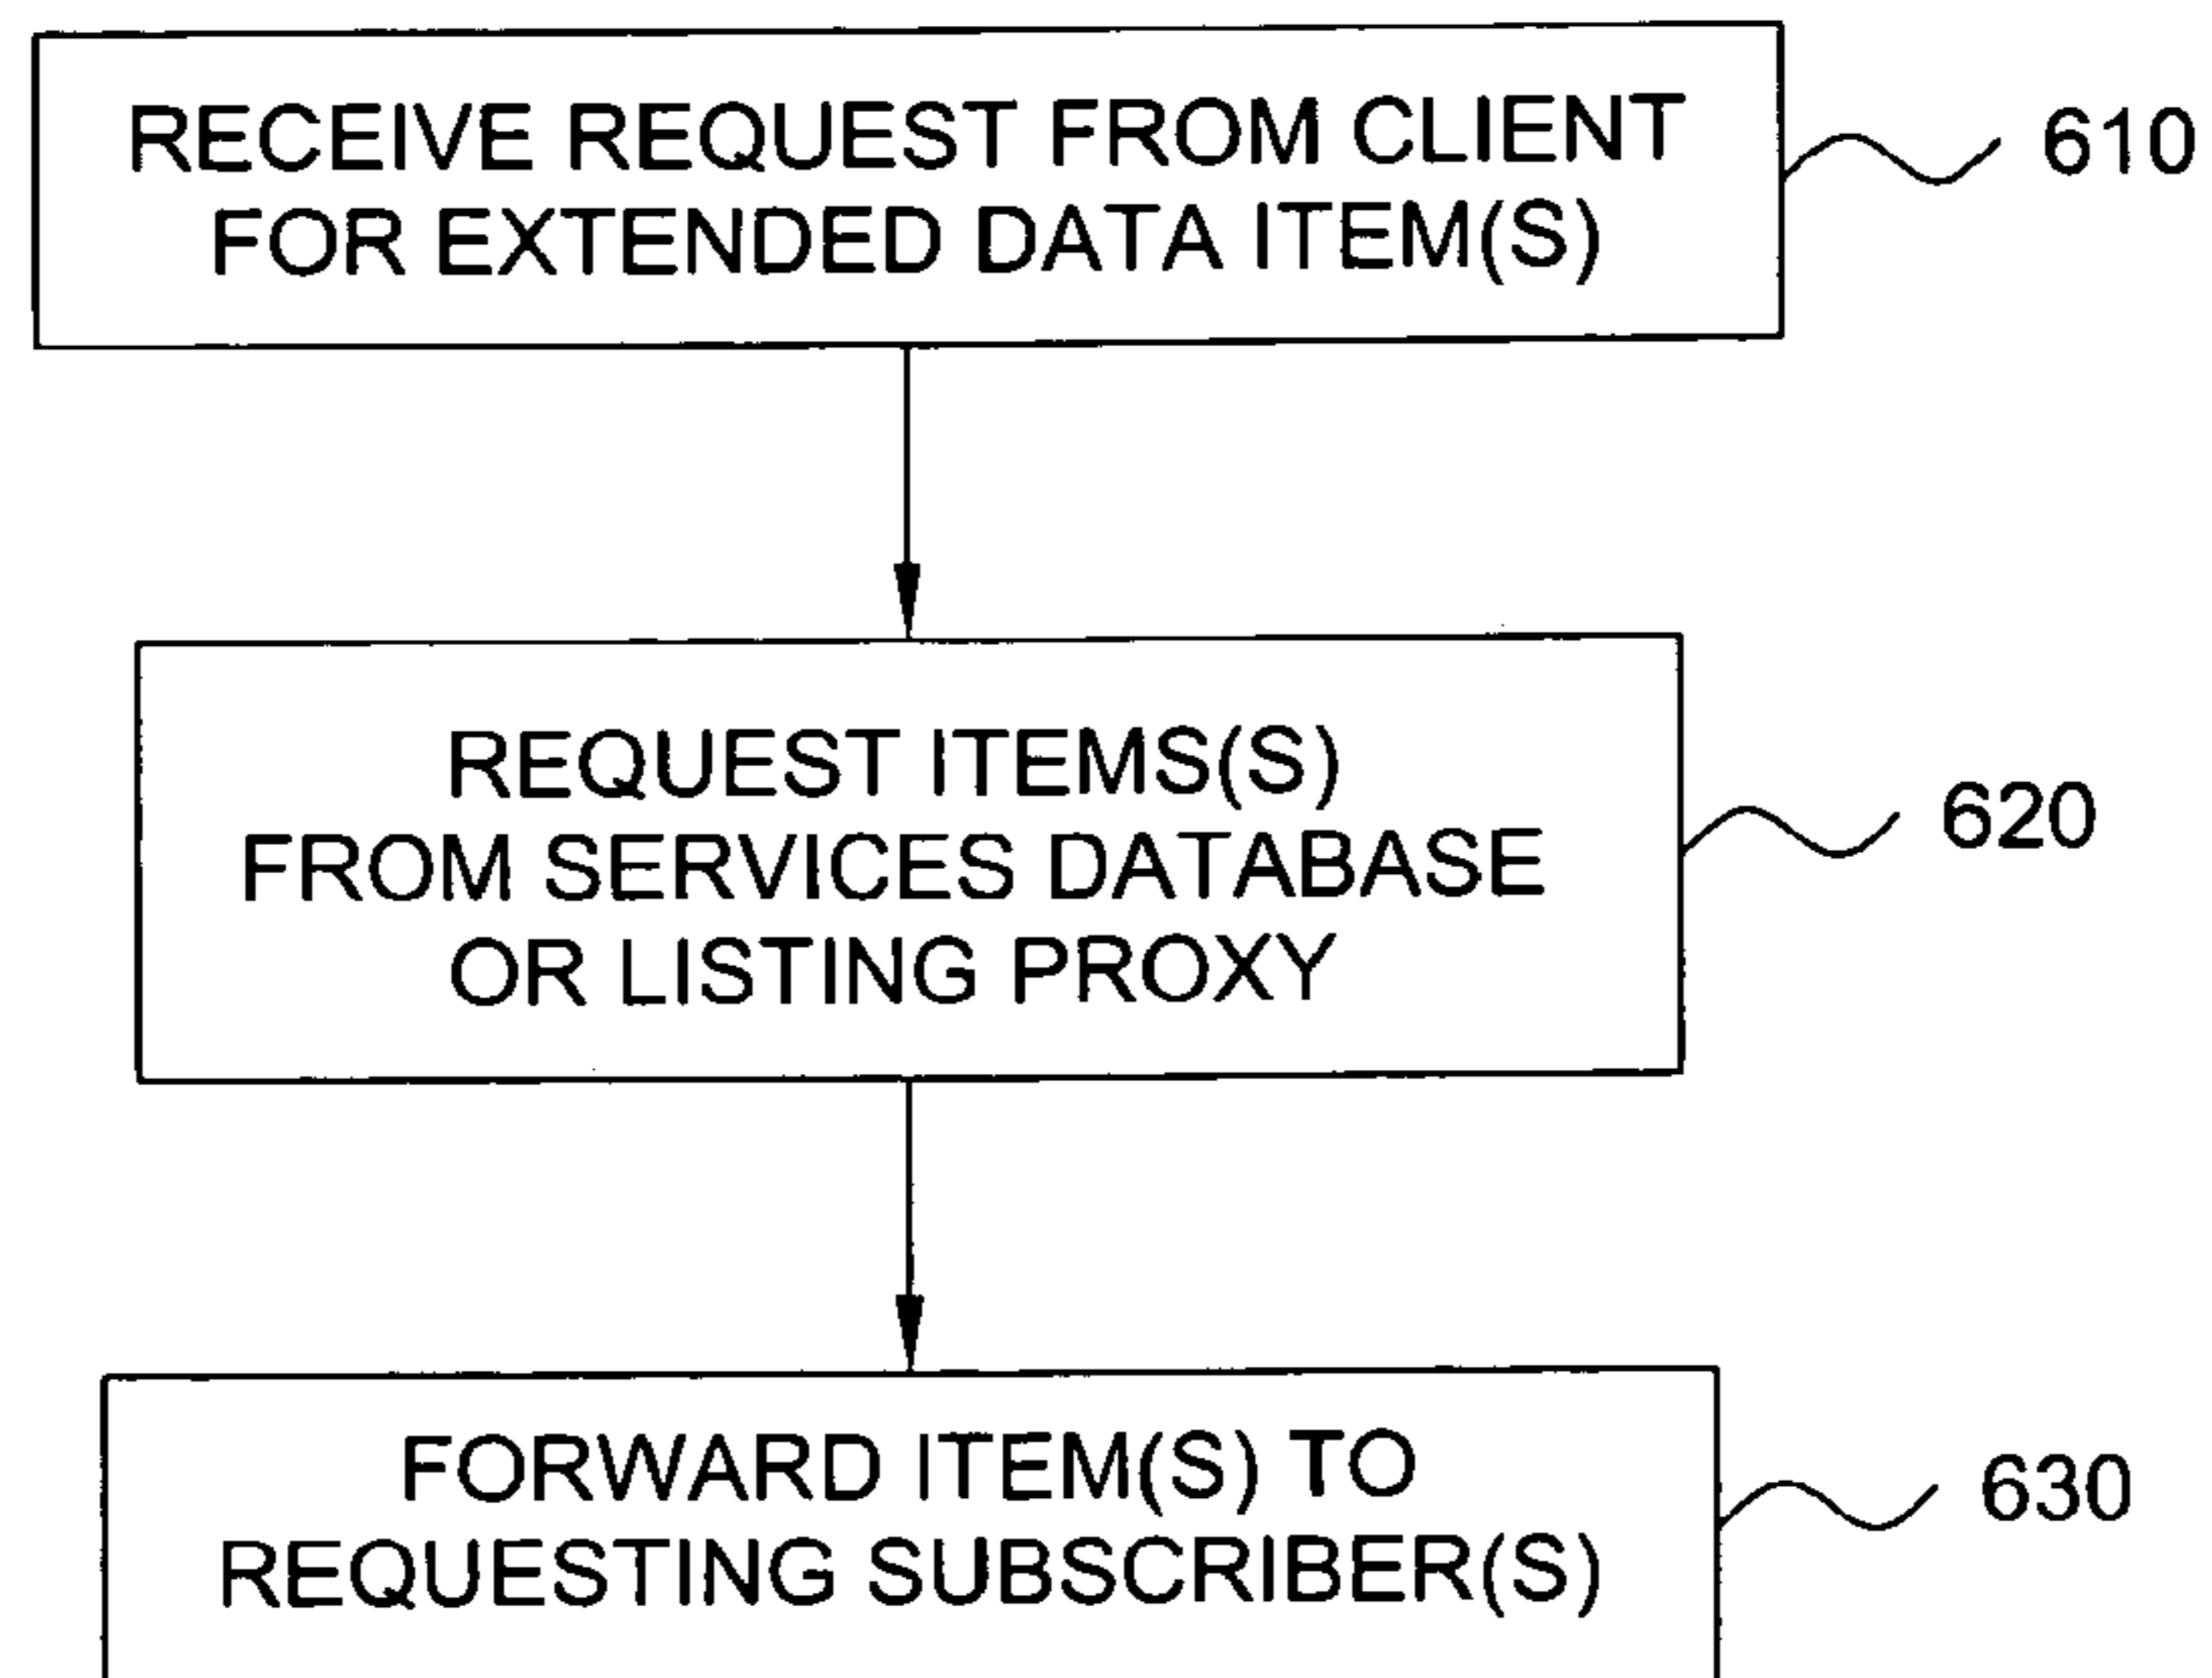 RECEIVE REQUEST FROM CLIENT
FOR EXTENDED DATA ITEM(S)
610
REQUEST ITEMS(S)
FROM SERVICES DATABASE
OR LISTING PROXY
620
FORWARD ITEM(S) TO
REQUESTING SUBSCRIBER(S)
630